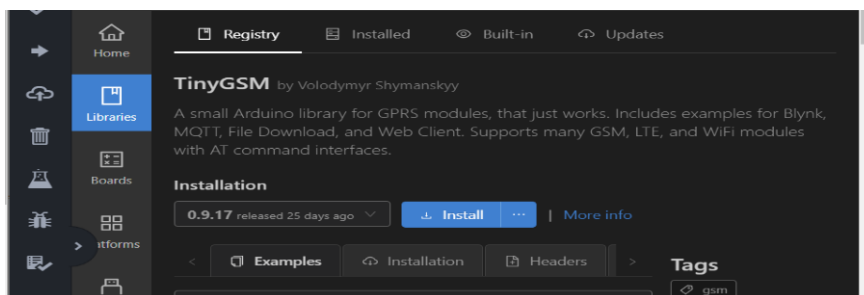 Home
Libraries
Boards
tforms
Registry Installed Built-in Updates
TinyGSM by Volodymyr Shymanskyy
A small Arduino library for GPRS modules, that just works. Includes examples for Blynk,
MQTT, File Download, and Web Client. Supports many GSM, LTE, and WiFi modules
with AT command interfaces.
Installation
0.9.17 released 25 days ago Install ... | More info
Examples Installation Headers
Tags
gsm